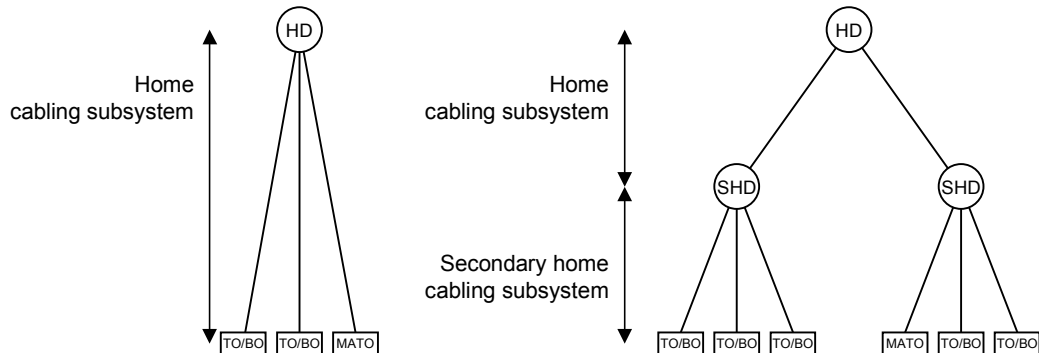 HD
Home
cabling subsystem
TO/BO
TO/BO
MATO
HD
Home
cabling subsystem
SHD
SHD
Secondary home
cabling subsystem
TO/BO
TO/BO
TO/BO
MATO
TO/BO
TO/BO